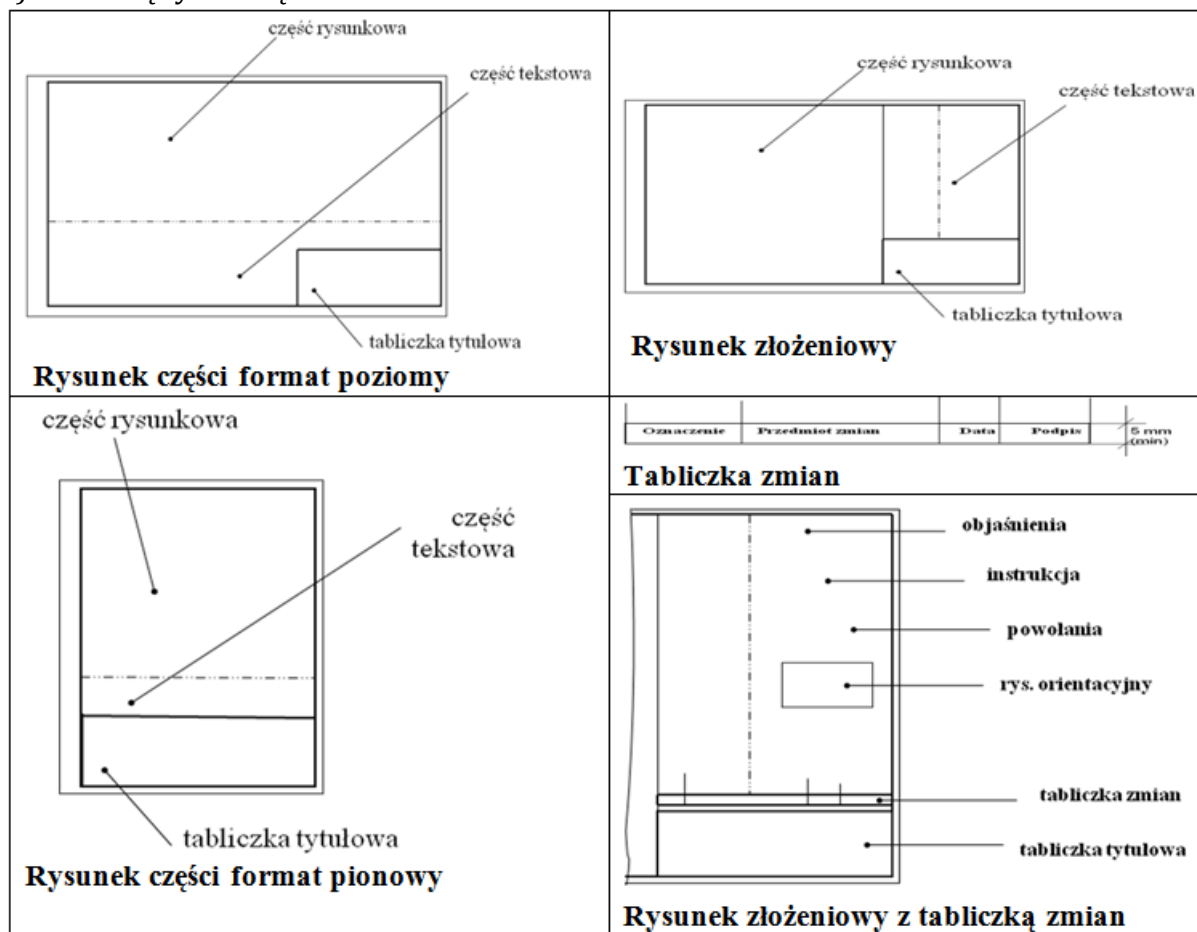 część rysunkowa
część tekstowa
tabliczka tytułowa
Rysunek części format poziomy
część rysunkowa
część tekstowa
tabliczka tytułowa
Rysunek złożeniowy
część rysunkowa
część
tekstowa
tabliczka tytułowa
Rysunek części format pionowy
Oznaczenie Przedmiot zmian Data Podpis 5 mm
(min)
Tabliczka zmian
objaśnienia
instrukcja
powołania
rys. orientacyjny
tabliczka zmian
tabliczka tytułowa
Rysunek złożeniowy z tabliczką zmian